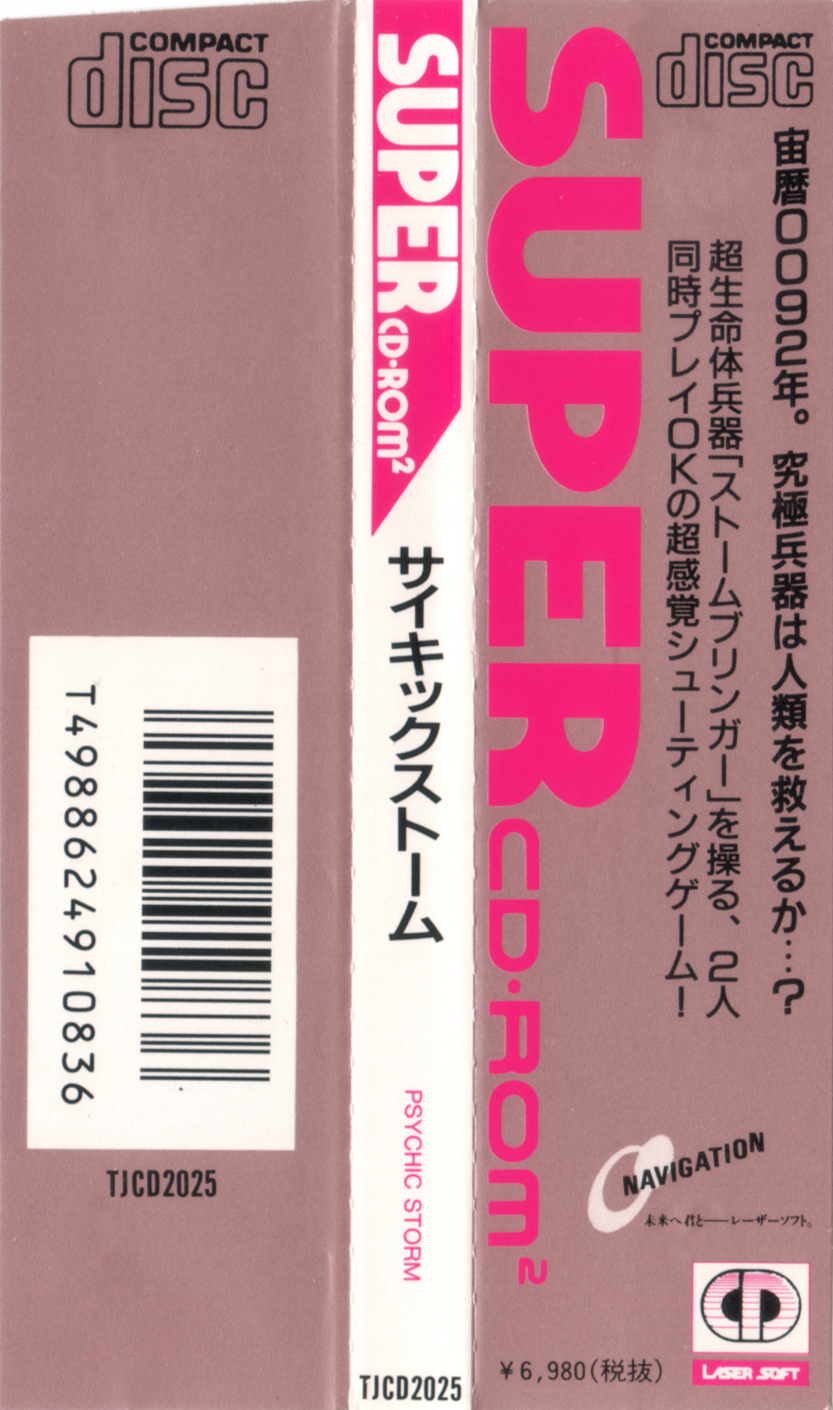 COMPACT
disc
T4988624910836
TJCD2025
SUPER
CD・ROM²
サイキックストーム
PSYCHIC STORM
TJCD2025
SUPER
CD・ROM²
COMPACT
disc
宙暦0092年。究極兵器は人類を救えるか…?
超生命体兵器「ストームブリンガー」を操る、2人
同時プレイOKの超感覚シューティングゲーム!
NAVIGATION
未来へ君と——レーザーソフト。
CD
LASER SOFT
¥6,980(税抜)